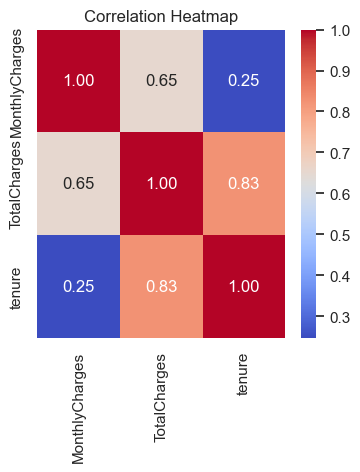 Correlation Heatmap
MonthlyCharges 1.00 0.65 0.25
TotalCharges 0.65 1.00 0.83
tenure 0.25 0.83 1.00
MonthlyCharges TotalCharges tenure
1.0
0.9
0.8
0.7
0.6
0.5
0.4
0.3